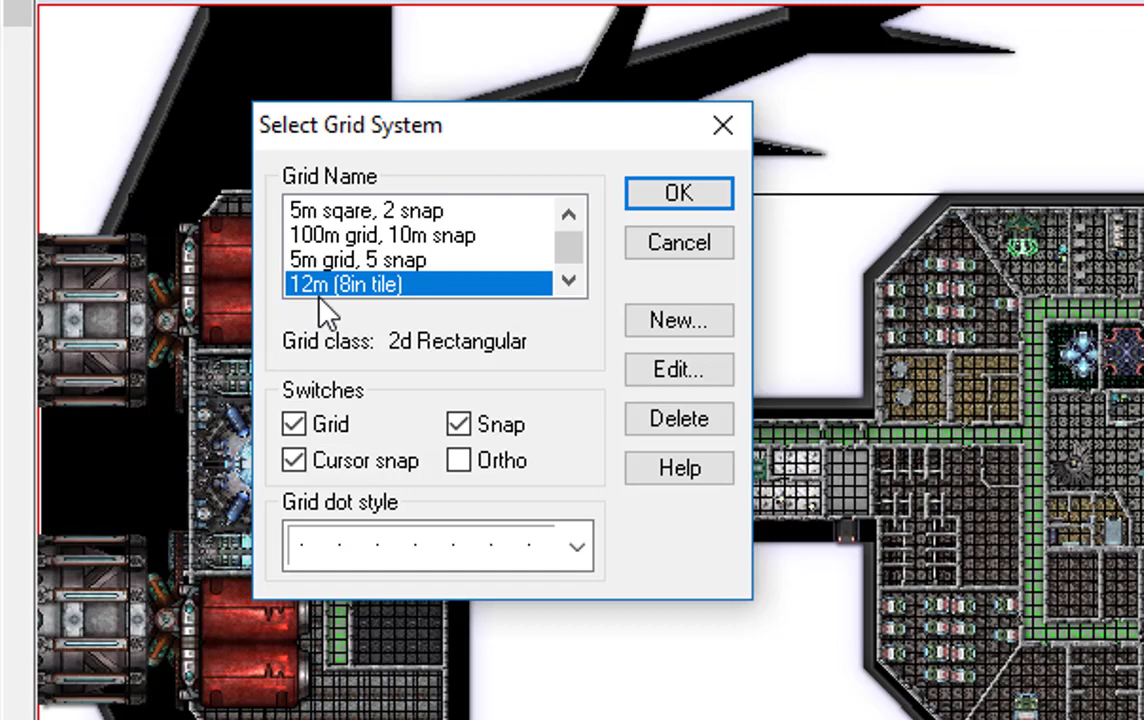 Select Grid System
Grid Name
5m sqare, 2 snap
100m grid, 10m snap
5m grid, 5 snap
12m (8in tile)
Grid class: 2d Rectangular
Switches
Grid
Snap
Cursor snap
Ortho
Grid dot style
OK
Cancel
New...
Edit...
Delete
Help